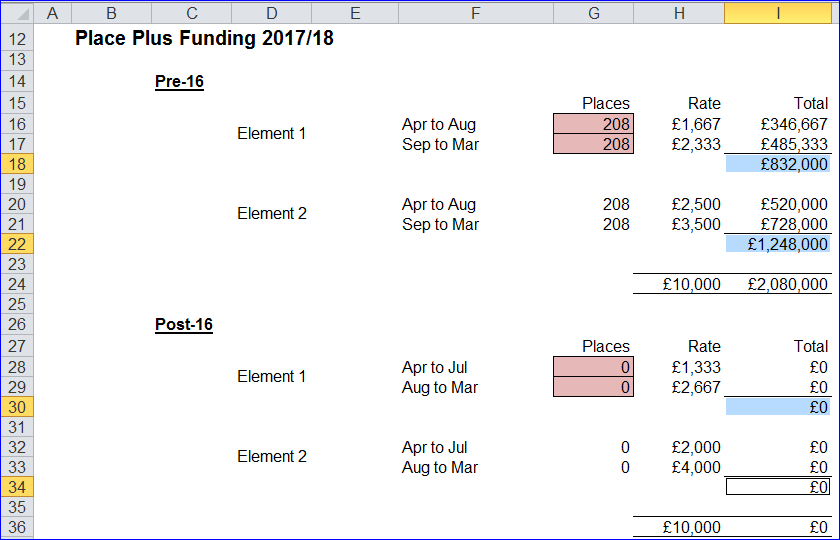 A B C D E F G H I
12 Place Plus Funding 2017/18
13
14 Pre-16
15 Places Rate Total
16 Apr to Aug 208 £1,667 £346,667
Element 1
17 Sep to Mar 208 £2,333 £485,333
18 £832,000
19
20 Apr to Aug 208 £2,500 £520,000
Element 2
21 Sep to Mar 208 £3,500 £728,000
22 £1,248,000
23
24 £10,000 £2,080,000
25
26 Post-16
27 Places Rate Total
28 Apr to Jul 0 £1,333 £0
Element 1
29 Aug to Mar 0 £2,667 £0
30 £0
31
32 Apr to Jul 0 £2,000 £0
Element 2
33 Aug to Mar 0 £4,000 £0
34 £0
35
36 £10,000 £0